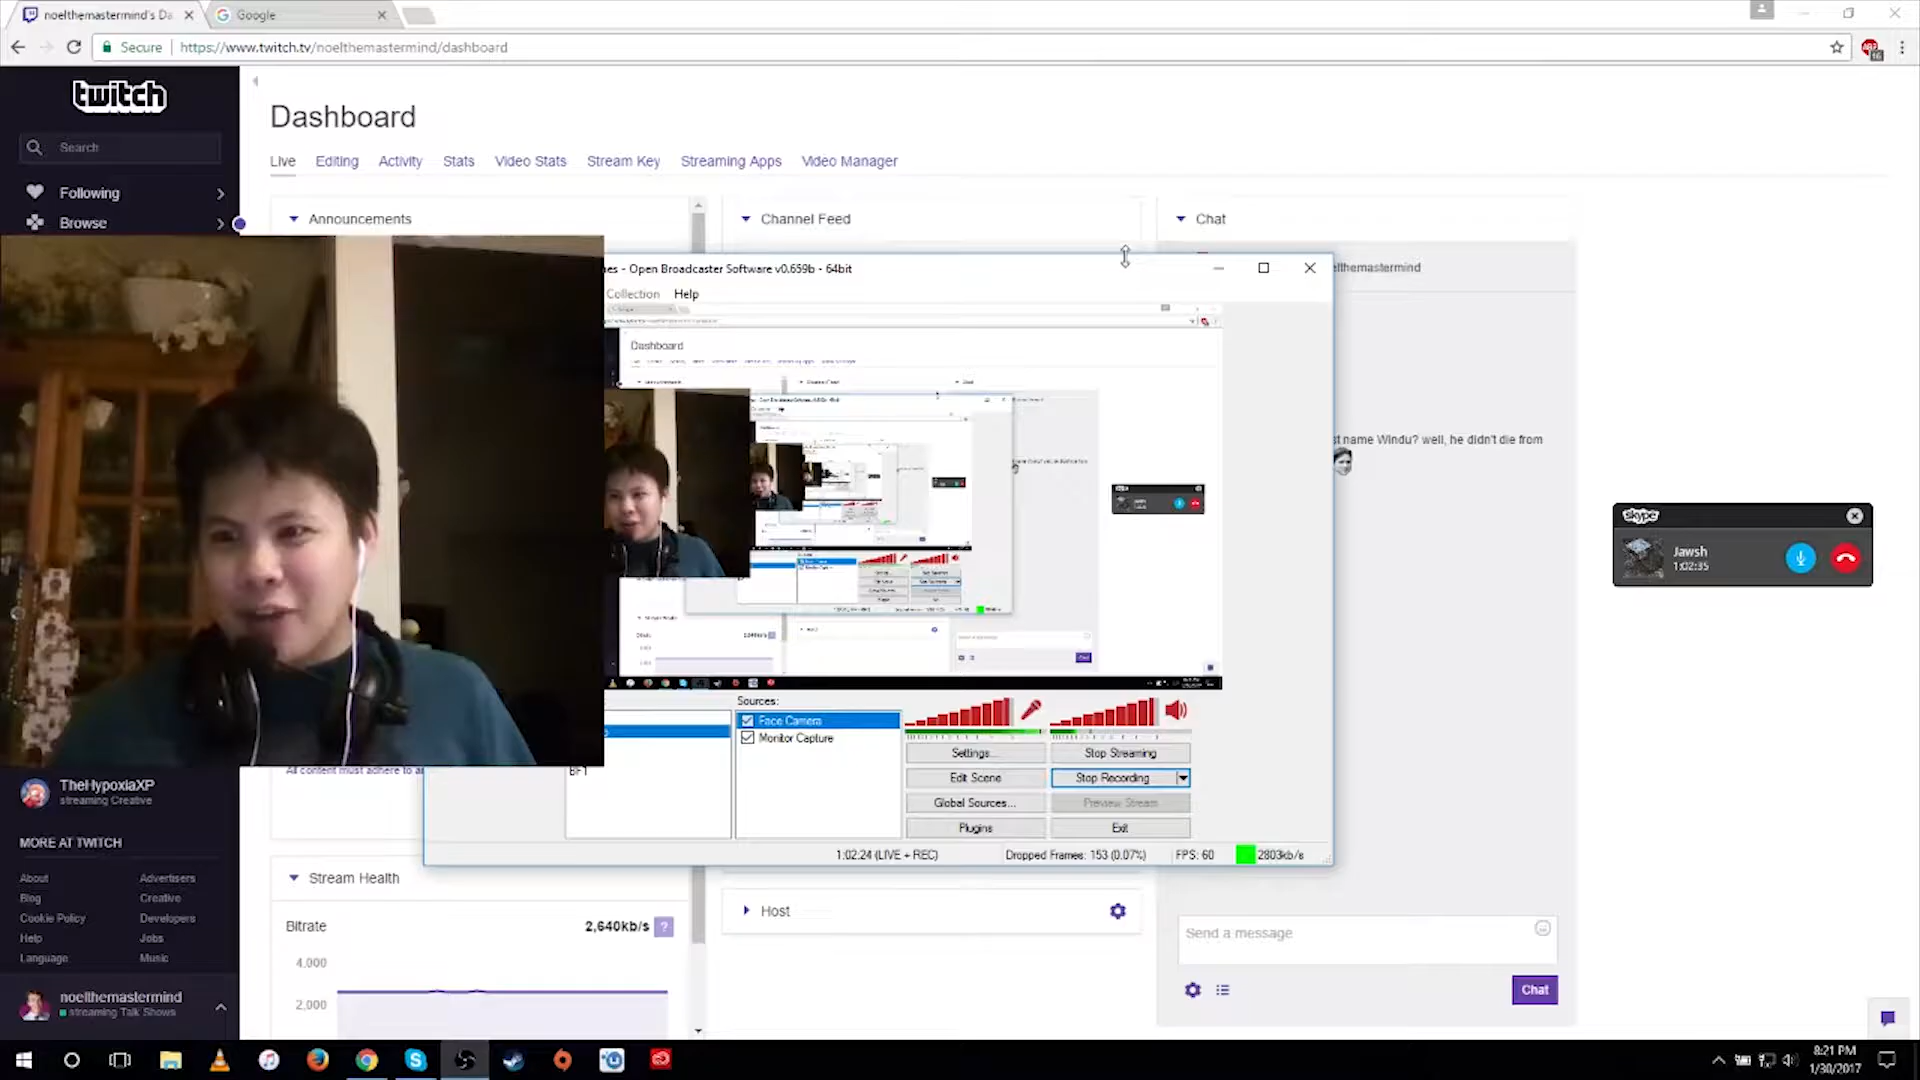 noelthemastermind's Da
Google
Secure
https://www.twitch.tv/noelthemastermind/dashboard
twitch
Search
Following
Browse
Dashboard
Live Editing Activity Stats Video Stats Stream Key Streaming Apps Video Manager
Announcements
Channel Feed
Chat
- Open Broadcaster Software v0.659b - 64bit
Collection Help
Dashboard
lthemastermind
name Windu? well, he didn't die from
skype
Jawsh
1:02:35
Sources:
Face Camera
Monitor Capture
Settings...
Stop Streaming
Edit Scene
Stop Recording
Global Sources...
Preview Stream
Plugins
Exit
1:02:24 (LIVE + REC)
Dropped Frames: 153 (0.07%)
FPS: 60
2803kb/s
All content must adhere to
TheHypoxiaXP
streaming Creative
MORE AT TWITCH
About Advertisers
Blog Creative
Cookie Policy Developers
Help Jobs
Language Music
noelthemastermind
streaming Talk Shows
Stream Health
Bitrate
2,640kb/s ?
4,000
2,000
Host
Send a message
Chat
8:21 PM
1/30/2017